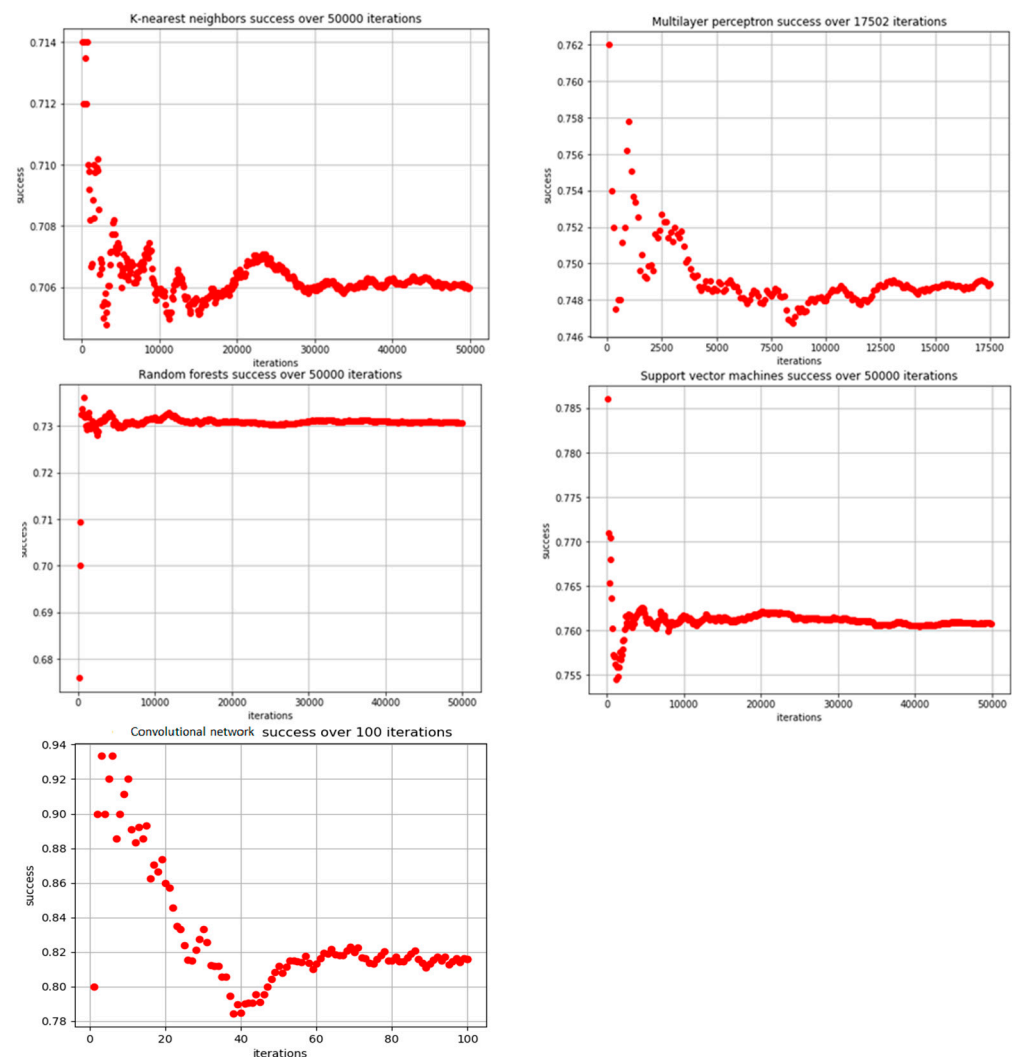 K-nearest neighbors success over 50000 iterations
0.714
0.712
0.710
0.708
0.706
success
0 10000 20000 30000 40000 50000
iterations
Multilayer perceptron success over 17502 iterations
0.762
0.760
0.758
0.756
0.754
0.752
0.750
0.748
0.746
success
0 2500 5000 7500 10000 12500 15000 17500
iterations
Random forests success over 50000 iterations
0.73
0.72
0.71
0.70
0.69
0.68
success
0 10000 20000 30000 40000 50000
iterations
Support vector machines success over 50000 iterations
0.785
0.780
0.775
0.770
0.765
0.760
0.755
success
0 10000 20000 30000 40000 50000
iterations
Convolutional network success over 100 iterations
0.94
0.92
0.90
0.88
0.86
0.84
0.82
0.80
0.78
success
0 20 40 60 80 100
iterations